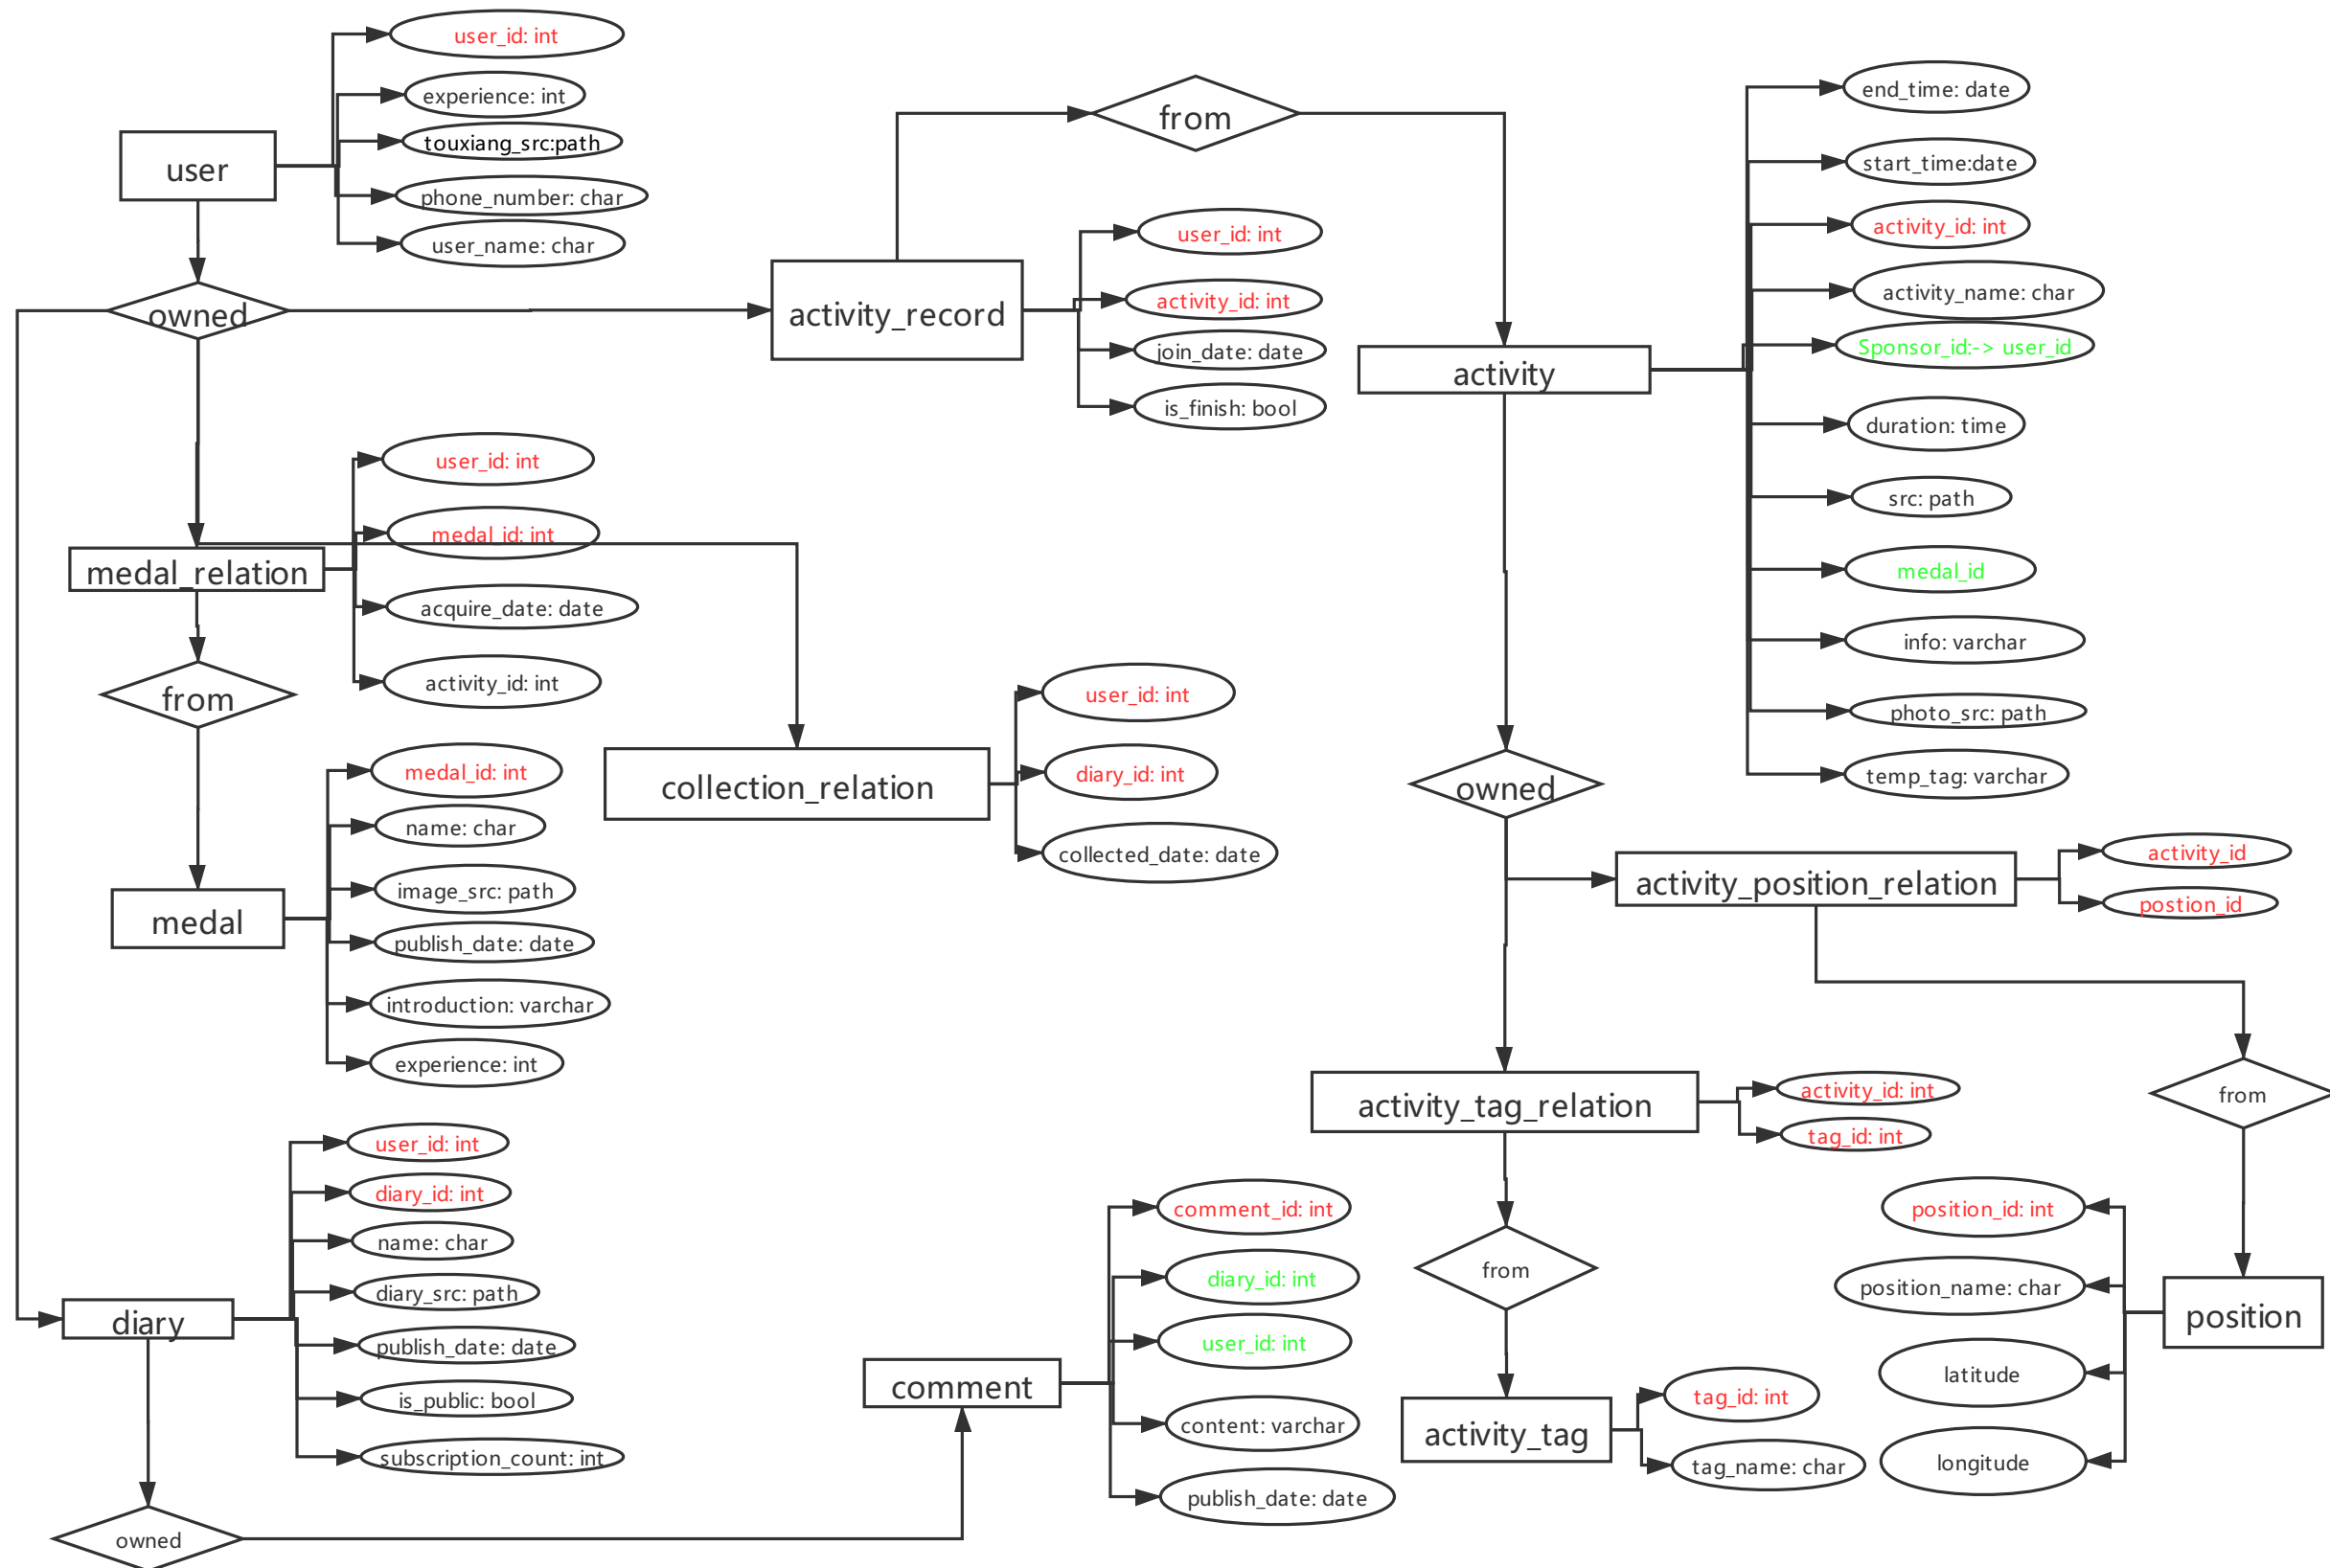 user
user_id: int
experience: int
touxiang_src:path
phone_number: char
user_name: char
owned
activity_record
user_id: int
activity_id: int
join_date: date
is_finish: bool
from
activity
end_time: date
start_time:date
activity_id: int
activity_name: char
Sponsor_id:-> user_id
duration: time
src: path
medal_id
info: varchar
photo_src: path
temp_tag: varchar
medal_relation
user_id: int
medal_id: int
acquire_date: date
activity_id: int
from
medal
medal_id: int
name: char
image_src: path
publish_date: date
introduction: varchar
experience: int
collection_relation
user_id: int
diary_id: int
collected_date: date
owned
activity_position_relation
activity_id
postion_id
from
activity_tag_relation
activity_id: int
tag_id: int
from
position
position_id: int
position_name: char
latitude
longitude
activity_tag
tag_id: int
tag_name: char
diary
user_id: int
diary_id: int
name: char
diary_src: path
publish_date: date
is_public: bool
subscription_count: int
owned
comment
comment_id: int
diary_id: int
user_id: int
content: varchar
publish_date: date